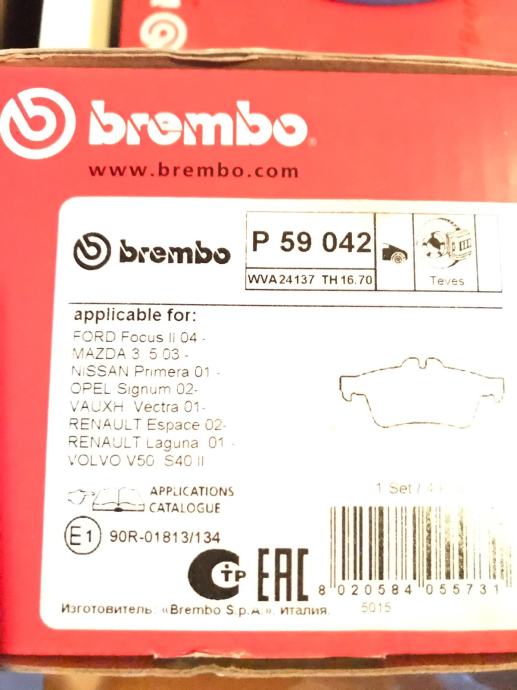 brembo
www.brembo.com
brembo
P 59 042
WVA 24137 TH 16.70
Teves
applicable for:
FORD Focus II 04 -
MAZDA 3 5 03 -
NISSAN Primera 01 -
OPEL Signum 02-
VAUXH Vectra 01-
RENAULT Espace 02-
RENAULT Laguna 01 -
VOLVO V50 S40 II
1 Set / 4
APPLICATIONS
CATALOGUE
E1 90R-01813/134
СТР EAC
8 020584 055731
Изготовитель: «Brembo S.p.A.». Италия.
5015